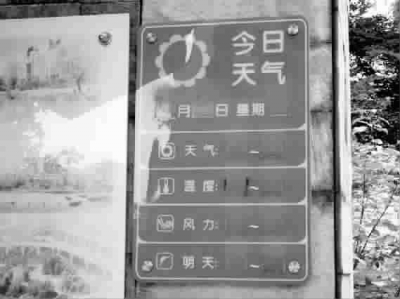 今日
天气
月 日 星期
天气: ~
温度: ~
风力: ~
明天 ~